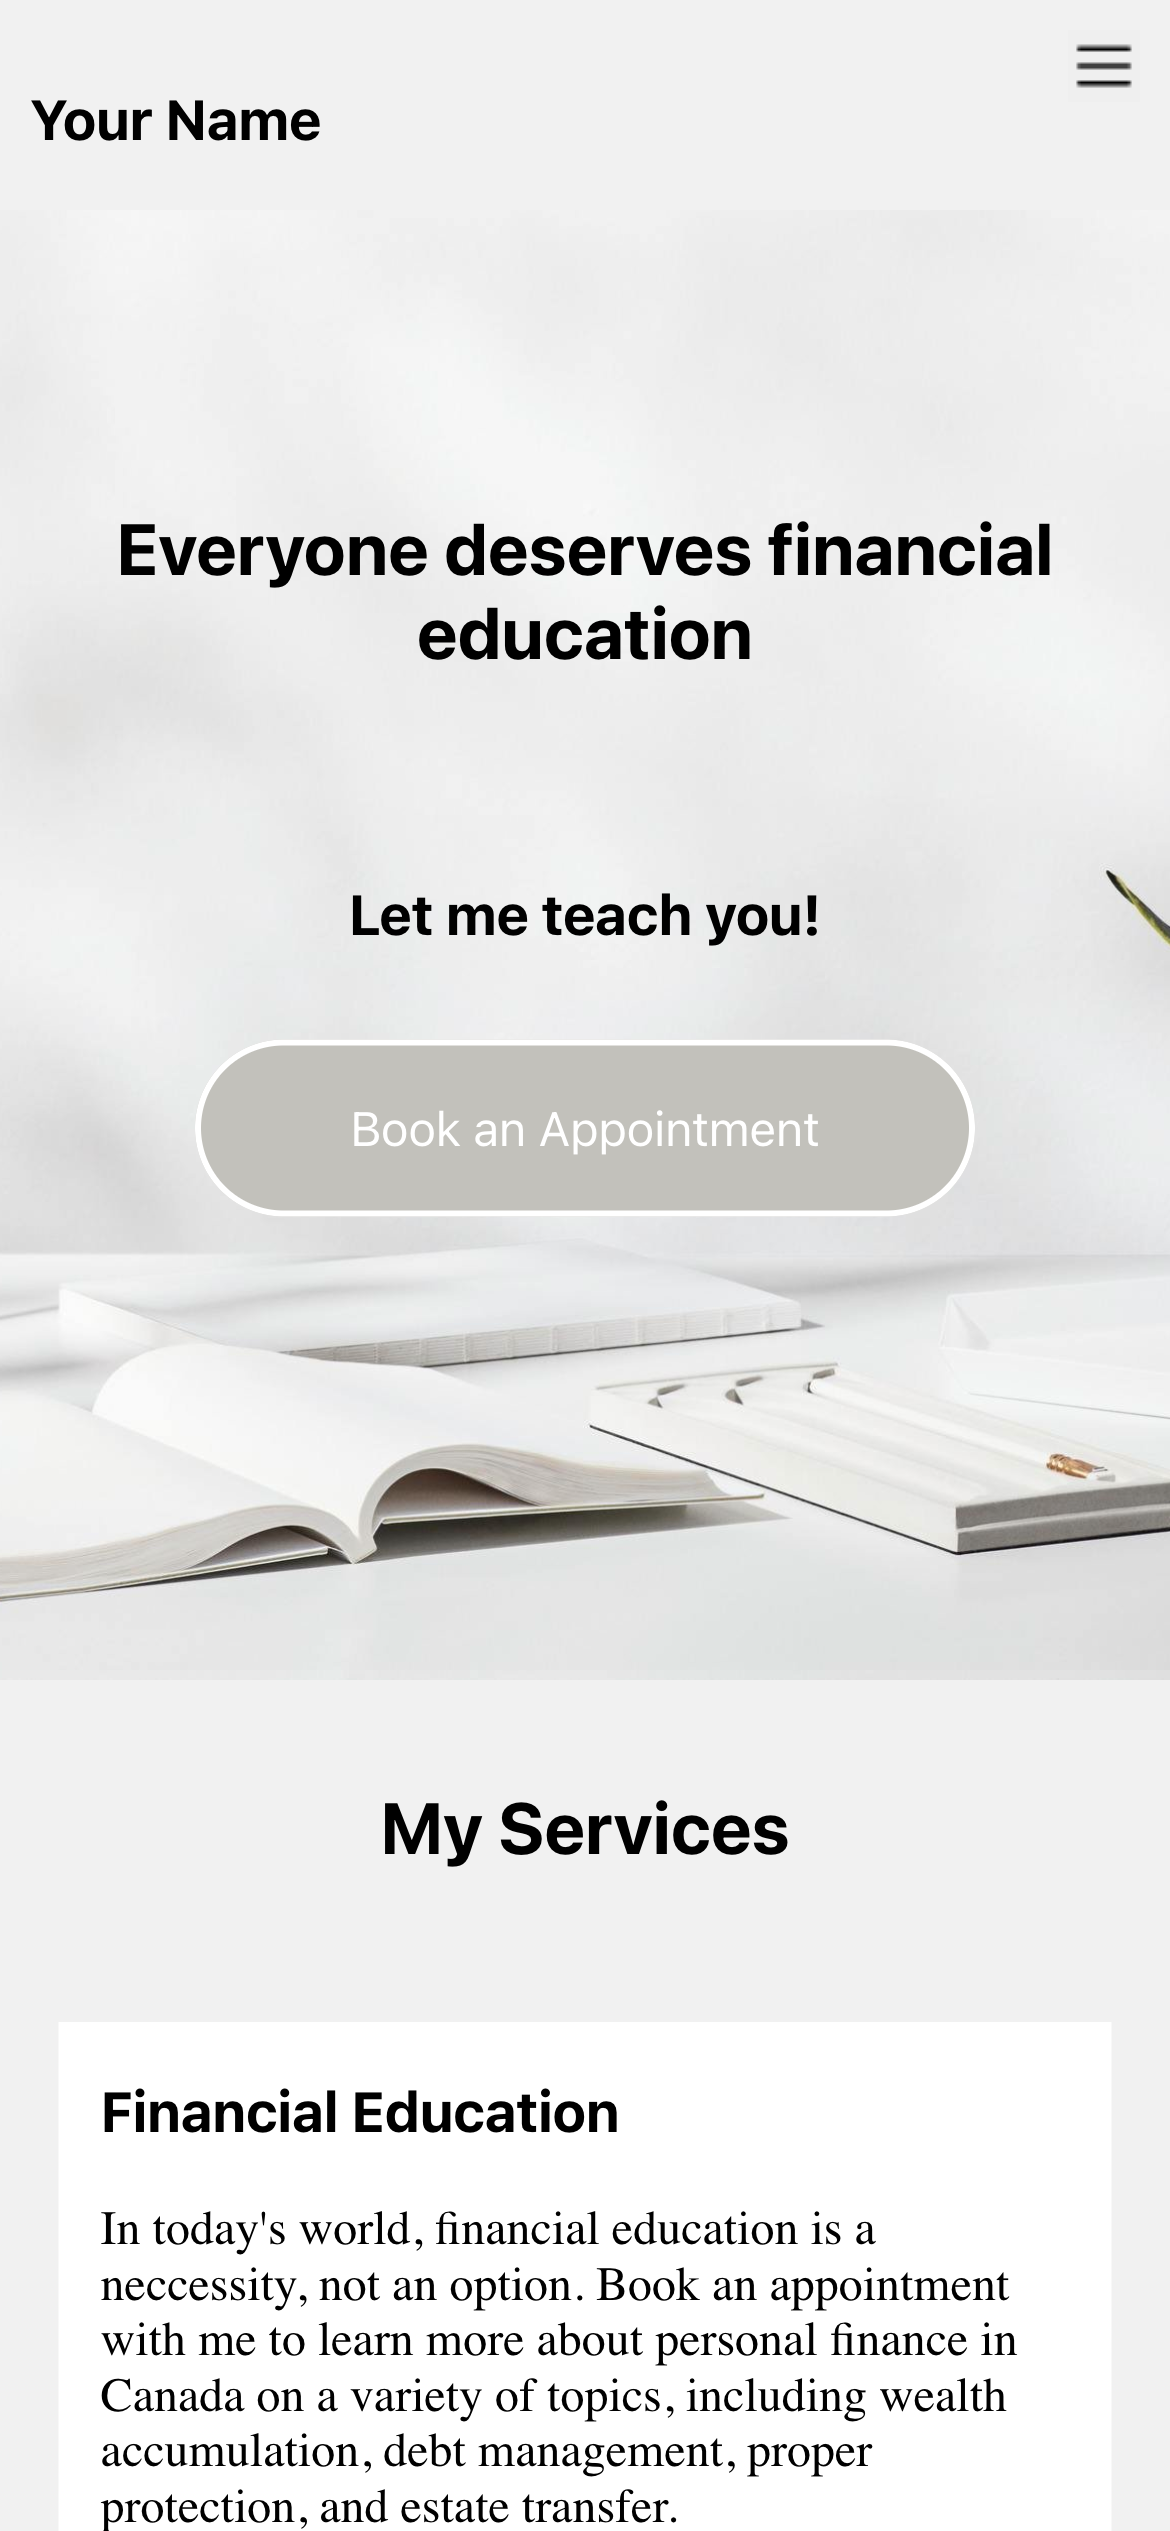 Your Name
Everyone deserves financial
education
Let me teach you!
Book an Appointment
My Services
Financial Education
In today's world, financial education is a
neccessity, not an option. Book an appointment
with me to learn more about personal finance in
Canada on a variety of topics, including wealth
accumulation, debt management, proper
protection, and estate transfer.